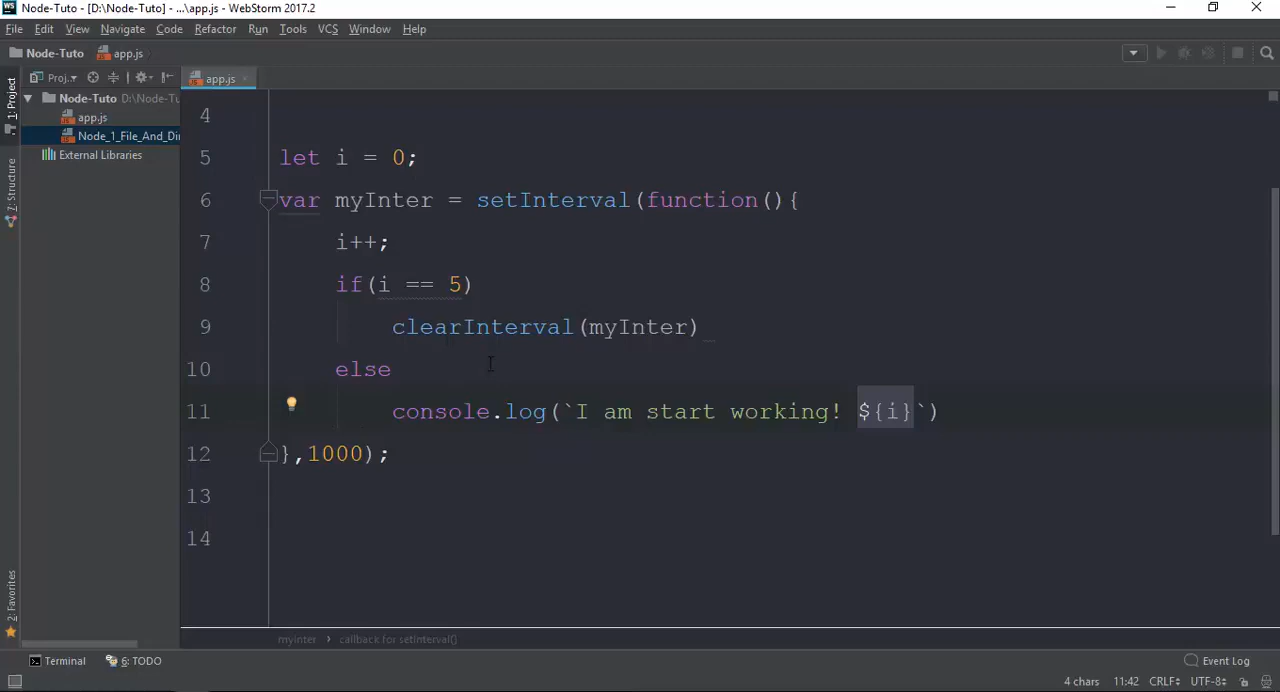 WS Node-Tuto - [D:\Node-Tuto] - ...\app.js - WebStorm 2017.2
File Edit View Navigate Code Refactor Run Tools VCS Window Help
Node-Tuto app.js
1: Project
Proj.. app.js
Node-Tuto D:\Node-Tu
app.js
Node_1_File_And_Di
External Libraries
7: Structure
2: Favorites
4
5 let i = 0;
6 var myInter = setInterval(function(){
7 i++;
8 if(i == 5)
9 clearInterval(myInter)
10 else
11 console.log(`I am start working! ${i}`)
12 },1000);
13
14
myInter › callback for setInterval()
Terminal 6: TODO Event Log
4 chars 11:42 CRLF UTF-8